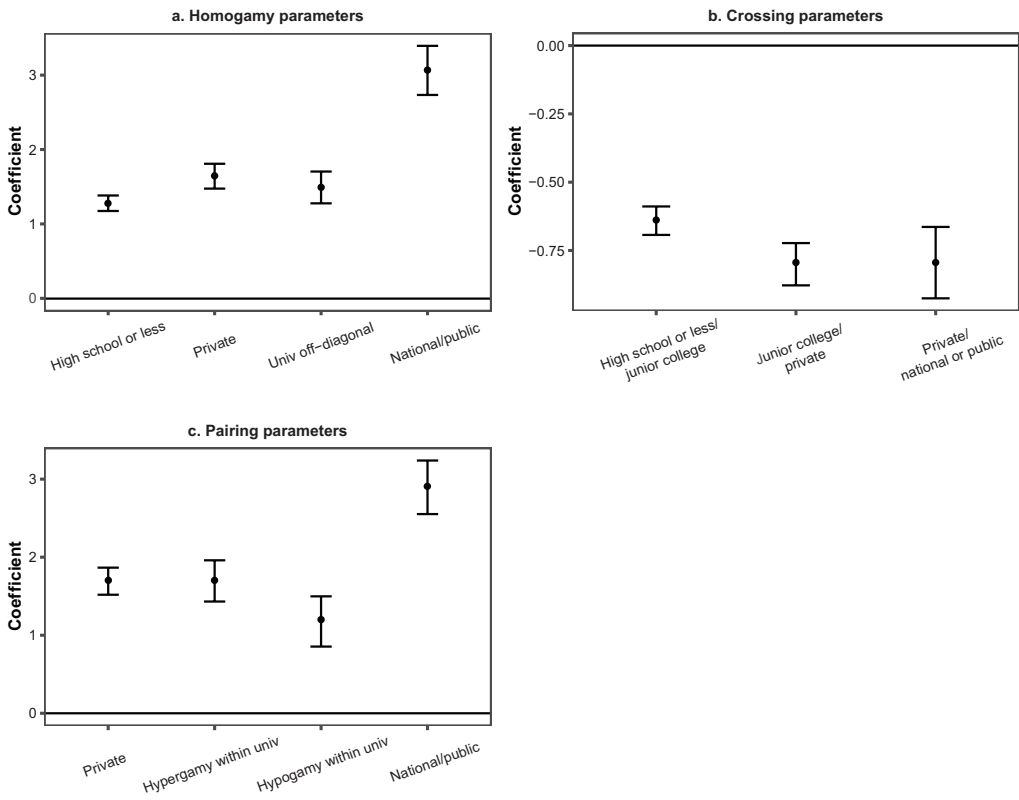 a. Homogamy parameters
Coefficient
3
2
1
0
High school or less
Private
Univ off−diagonal
National/public
b. Crossing parameters
Coefficient
0.00
−0.25
−0.50
−0.75
High school or less/
junior college
Junior college/
private
Private/
national or public
c. Pairing parameters
Coefficient
3
2
1
0
Private
Hypergamy within univ
Hypogamy within univ
National/public